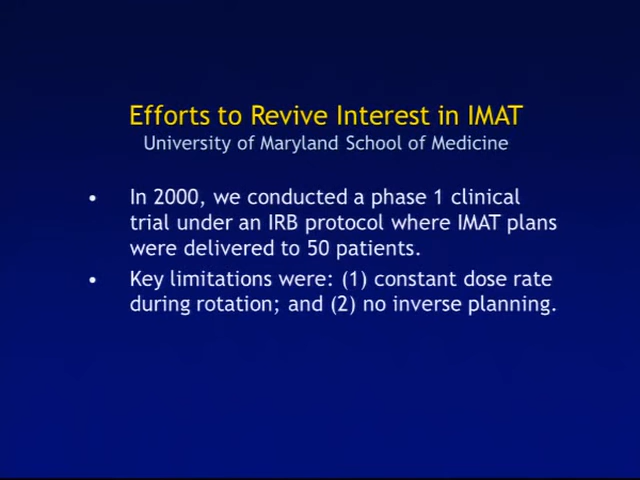 Efforts to Revive Interest in IMAT
University of Maryland School of Medicine
• In 2000, we conducted a phase 1 clinical
trial under an IRB protocol where IMAT plans
were delivered to 50 patients.
• Key limitations were: (1) constant dose rate
during rotation; and (2) no inverse planning.